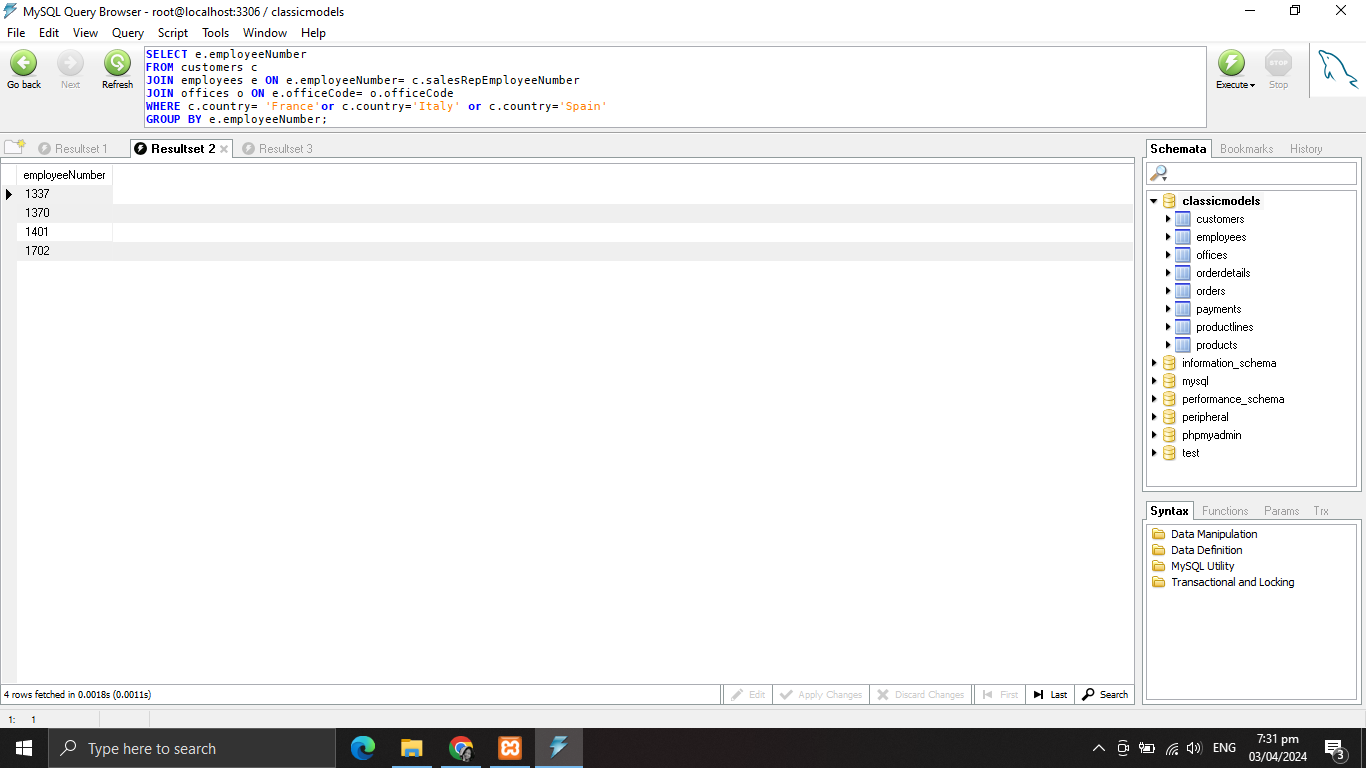 MySQL Query Browser - root@localhost:3306 / classicmodels
File Edit View Query Script Tools Window Help
Go back Next Refresh
SELECT e.employeeNumber
FROM customers c
JOIN employees e ON e.employeeNumber= c.salesRepEmployeeNumber
JOIN offices o ON e.officeCode= o.officeCode
WHERE c.country= 'France'or c.country='Italy' or c.country='Spain'
GROUP BY e.employeeNumber;
Execute STOP Stop
Resultset 1 Resultset 2 Resultset 3
employeeNumber
1337
1370
1401
1702
4 rows fetched in 0.0018s (0.0011s)
Edit Apply Changes Discard Changes First Last Search
1: 1
Schemata Bookmarks History
classicmodels
customers
employees
offices
orderdetails
orders
payments
productlines
products
information_schema
mysql
performance_schema
peripheral
phpmyadmin
test
Syntax Functions Params Trx
Data Manipulation
Data Definition
MySQL Utility
Transactional and Locking
Type here to search
ENG
7:31 pm
03/04/2024
3